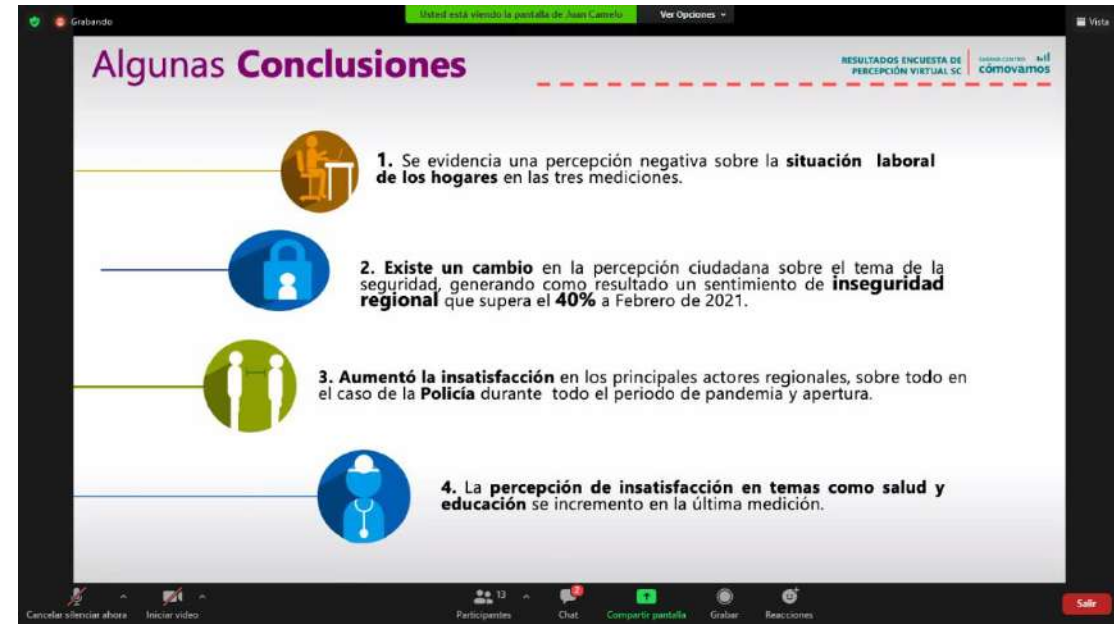 Grabando
Usted está viendo la pantalla de Juan Camelo
Ver Opciones
Vista
Algunas Conclusiones
RESULTADOS ENCUESTA DE
PERCEPCIÓN VIRTUAL SC
SABANA CENTRO
cómovamos
1. Se evidencia una percepción negativa sobre la situación laboral
de los hogares en las tres mediciones.
2. Existe un cambio en la percepción ciudadana sobre el tema de la
seguridad, generando como resultado un sentimiento de inseguridad
regional que supera el 40% a Febrero de 2021.
3. Aumentó la insatisfacción en los principales actores regionales, sobre todo en
el caso de la Policía durante todo el periodo de pandemia y apertura.
4. La percepción de insatisfacción en temas como salud y
educación se incremento en la última medición.
13
2
Cancelar silenciar ahora
Iniciar video
Participantes
Chat
Compartir pantalla
Grabar
Reacciones
Salir